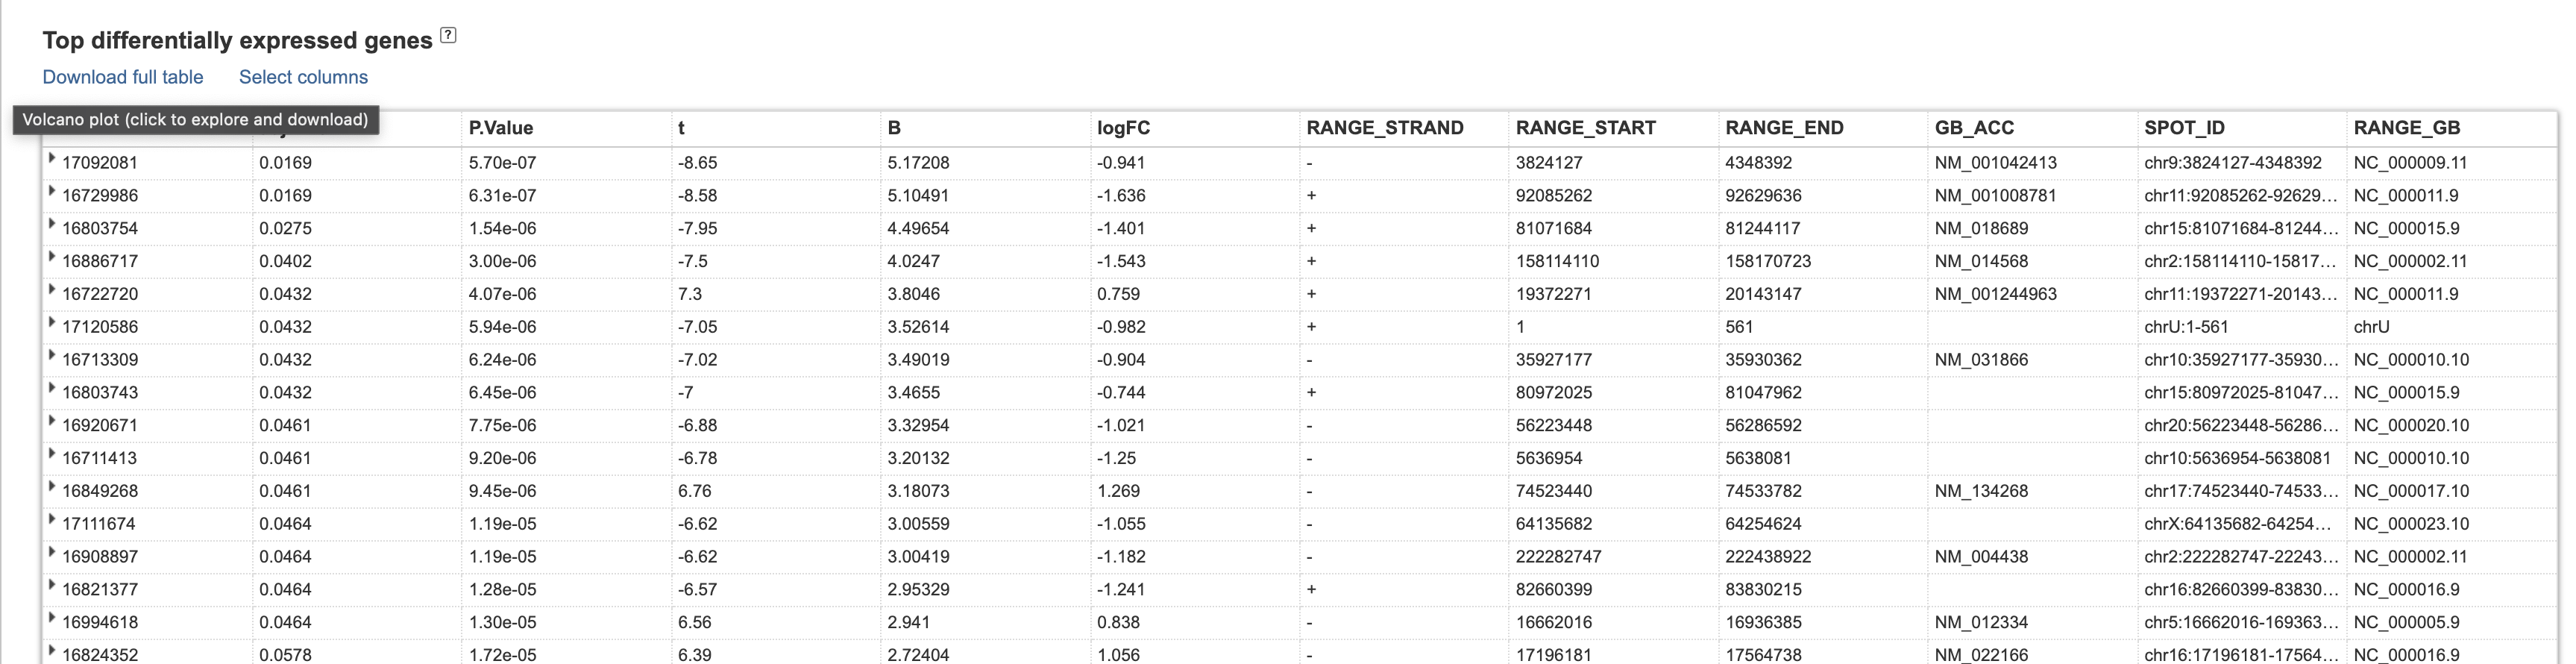 Top differentially expressed genes ?
Download full table Select columns
Volcano plot (click to explore and download)
P.Value t B logFC RANGE_STRAND RANGE_START RANGE_END GB_ACC SPOT_ID RANGE_GB
17092081 0.0169 5.70e-07 -8.65 5.17208 -0.941 - 3824127 4348392 NM_001042413 chr9:3824127-4348392 NC_000009.11
16729986 0.0169 6.31e-07 -8.58 5.10491 -1.636 + 92085262 92629636 NM_001008781 chr11:92085262-92629... NC_000011.9
16803754 0.0275 1.54e-06 -7.95 4.49654 -1.401 + 81071684 81244117 NM_018689 chr15:81071684-81244... NC_000015.9
16886717 0.0402 3.00e-06 -7.5 4.0247 -1.543 + 158114110 158170723 NM_014568 chr2:158114110-15817... NC_000002.11
16722720 0.0432 4.07e-06 7.3 3.8046 0.759 + 19372271 20143147 NM_001244963 chr11:19372271-20143... NC_000011.9
17120586 0.0432 5.94e-06 -7.05 3.52614 -0.982 + 1 561 chrU:1-561 chrU
16713309 0.0432 6.24e-06 -7.02 3.49019 -0.904 - 35927177 35930362 NM_031866 chr10:35927177-35930... NC_000010.10
16803743 0.0432 6.45e-06 -7 3.4655 -0.744 + 80972025 81047962 chr15:80972025-81047... NC_000015.9
16920671 0.0461 7.75e-06 -6.88 3.32954 -1.021 - 56223448 56286592 chr20:56223448-56286... NC_000020.10
16711413 0.0461 9.20e-06 -6.78 3.20132 -1.25 - 5636954 5638081 chr10:5636954-5638081 NC_000010.10
16849268 0.0461 9.45e-06 6.76 3.18073 1.269 - 74523440 74533782 NM_134268 chr17:74523440-74533... NC_000017.10
17111674 0.0464 1.19e-05 -6.62 3.00559 -1.055 - 64135682 64254624 chrX:64135682-64254... NC_000023.10
16908897 0.0464 1.19e-05 -6.62 3.00419 -1.182 - 222282747 222438922 NM_004438 chr2:222282747-22243... NC_000002.11
16821377 0.0464 1.28e-05 -6.57 2.95329 -1.241 + 82660399 83830215 chr16:82660399-83830... NC_000016.9
16994618 0.0464 1.30e-05 6.56 2.941 0.838 - 16662016 16936385 NM_012334 chr5:16662016-169363... NC_000005.9
16824352 0.0578 1.72e-05 6.39 2.72404 1.056 - 17196181 17564738 NM_022166 chr16:17196181-17564... NC_000016.9